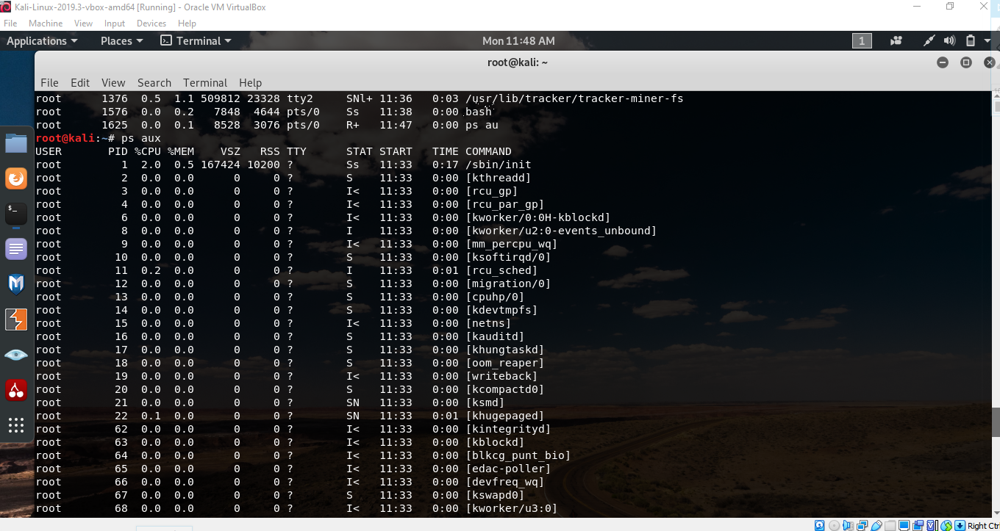 Kali-Linux-2019.3-vbox-amd64 [Running] - Oracle VM VirtualBox
File Machine View Input Devices Help
Applications Places Terminal Mon 11:48 AM 1
root@kali: ~
File Edit View Search Terminal Help
root 1376 0.5 1.1 509812 23328 tty2 SNl+ 11:36 0:03 /usr/lib/tracker/tracker-miner-fs
root 1576 0.0 0.2 7848 4644 pts/0 Ss 11:38 0:00 bash
root 1625 0.0 0.1 8528 3076 pts/0 R+ 11:47 0:00 ps au
root@kali:~# ps aux
USER PID %CPU %MEM VSZ RSS TTY STAT START TIME COMMAND
root 1 2.0 0.5 167424 10200 ? Ss 11:33 0:17 /sbin/init
root 2 0.0 0.0 0 0 ? S 11:33 0:00 [kthreadd]
root 3 0.0 0.0 0 0 ? I< 11:33 0:00 [rcu_gp]
root 4 0.0 0.0 0 0 ? I< 11:33 0:00 [rcu_par_gp]
root 6 0.0 0.0 0 0 ? I< 11:33 0:00 [kworker/0:0H-kblockd]
root 8 0.0 0.0 0 0 ? I 11:33 0:00 [kworker/u2:0-events_unbound]
root 9 0.0 0.0 0 0 ? I< 11:33 0:00 [mm_percpu_wq]
root 10 0.0 0.0 0 0 ? S 11:33 0:00 [ksoftirqd/0]
root 11 0.2 0.0 0 0 ? I 11:33 0:01 [rcu_sched]
root 12 0.0 0.0 0 0 ? S 11:33 0:00 [migration/0]
root 13 0.0 0.0 0 0 ? S 11:33 0:00 [cpuhp/0]
root 14 0.0 0.0 0 0 ? S 11:33 0:00 [kdevtmpfs]
root 15 0.0 0.0 0 0 ? I< 11:33 0:00 [netns]
root 16 0.0 0.0 0 0 ? S 11:33 0:00 [kauditd]
root 17 0.0 0.0 0 0 ? S 11:33 0:00 [khungtaskd]
root 18 0.0 0.0 0 0 ? S 11:33 0:00 [oom_reaper]
root 19 0.0 0.0 0 0 ? I< 11:33 0:00 [writeback]
root 20 0.0 0.0 0 0 ? S 11:33 0:00 [kcompactd0]
root 21 0.0 0.0 0 0 ? SN 11:33 0:00 [ksmd]
root 22 0.1 0.0 0 0 ? SN 11:33 0:01 [khugepaged]
root 62 0.0 0.0 0 0 ? I< 11:33 0:00 [kintegrityd]
root 63 0.0 0.0 0 0 ? I< 11:33 0:00 [kblockd]
root 64 0.0 0.0 0 0 ? I< 11:33 0:00 [blkcg_punt_bio]
root 65 0.0 0.0 0 0 ? I< 11:33 0:00 [edac-poller]
root 66 0.0 0.0 0 0 ? I< 11:33 0:00 [devfreq_wq]
root 67 0.0 0.0 0 0 ? S 11:33 0:00 [kswapd0]
root 68 0.0 0.0 0 0 ? I< 11:33 0:00 [kworker/u3:0]
Right Ctr